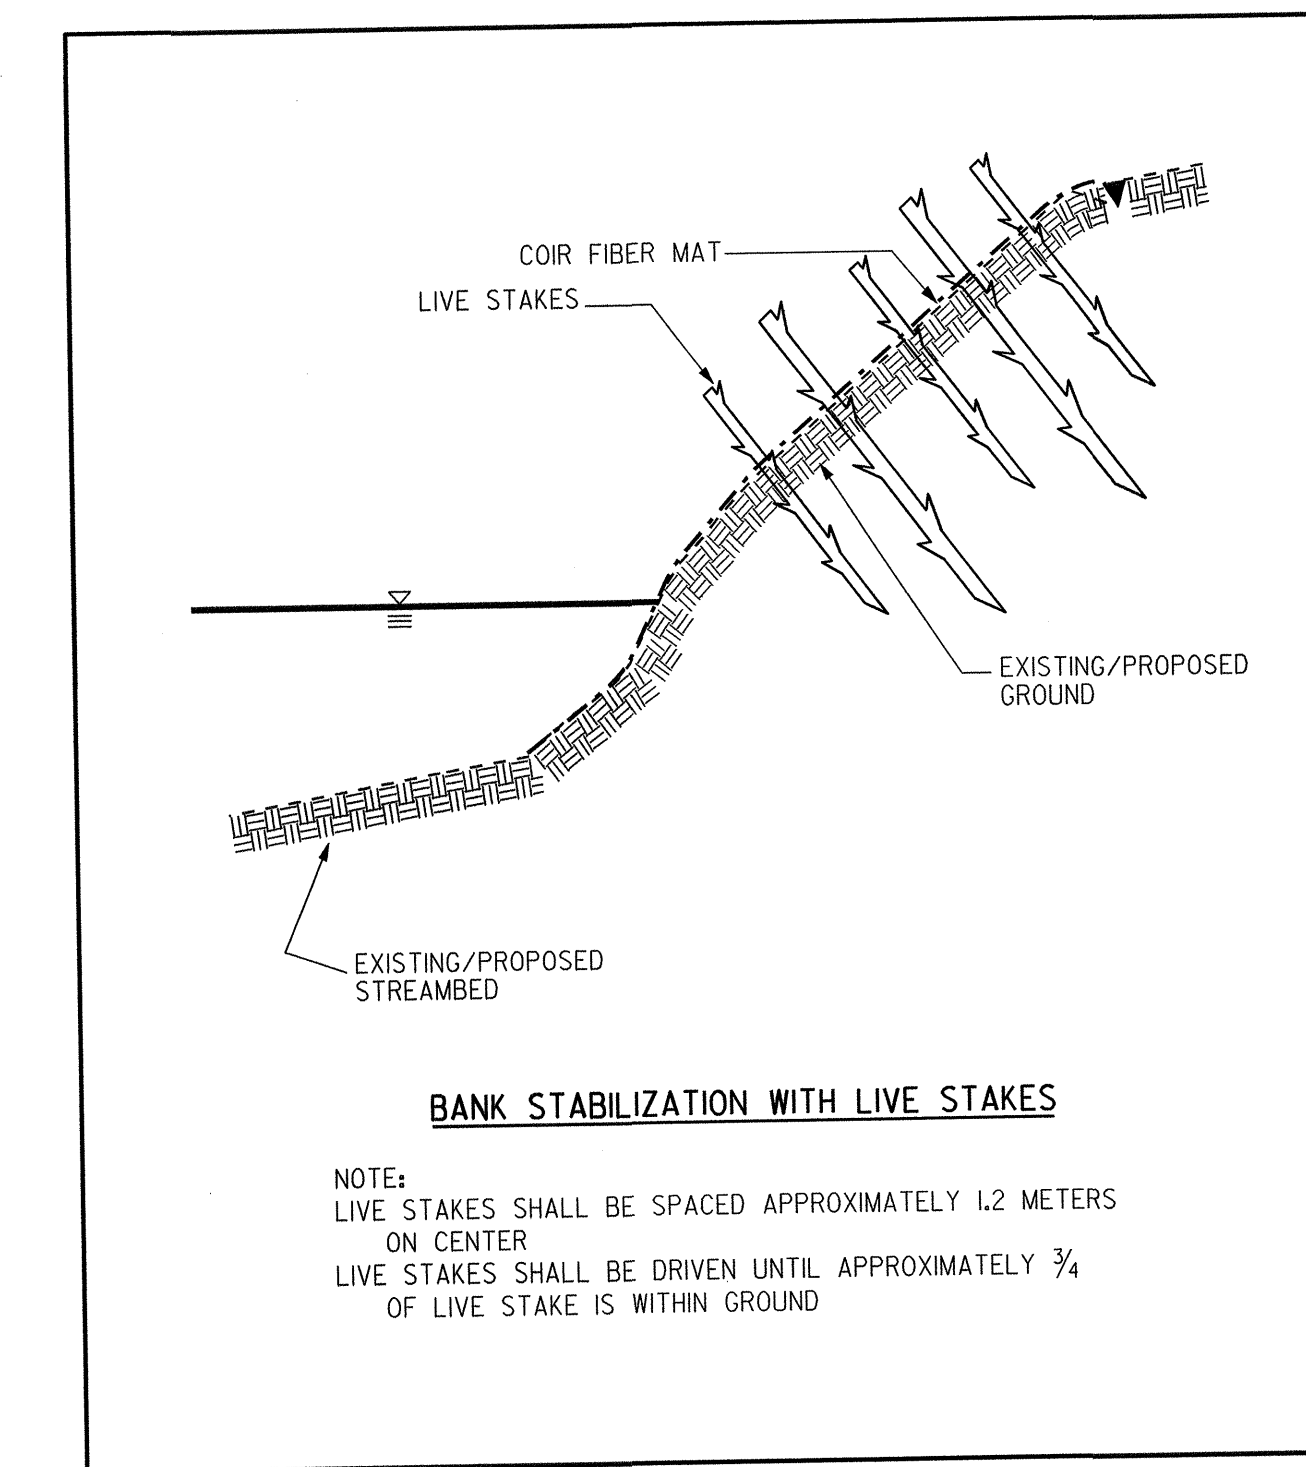 COIR FIBER MAT
LIVE STAKES
EXISTING/PROPOSED
GROUND
EXISTING/PROPOSED
STREAMBED
BANK STABILIZATION WITH LIVE STAKES
NOTE:
LIVE STAKES SHALL BE SPACED APPROXIMATELY 1.2 METERS
ON CENTER
LIVE STAKES SHALL BE DRIVEN UNTIL APPROXIMATELY ¾
OF LIVE STAKE IS WITHIN GROUND